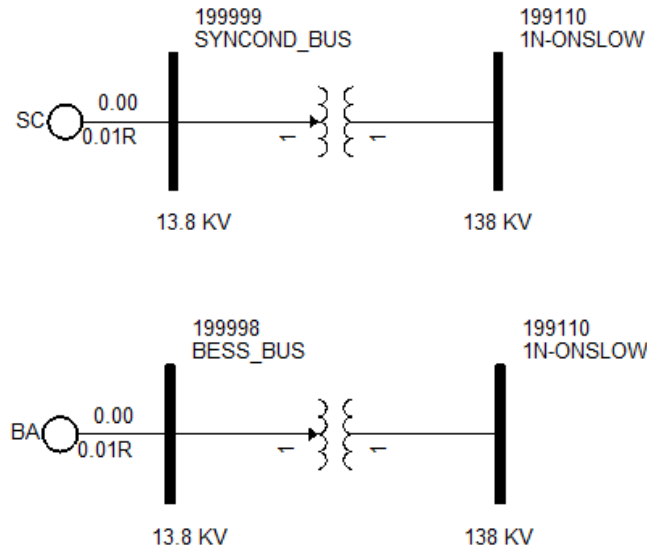 199999
SYNCOND_BUS
199110
1N-ONSLOW
SC
0.00
0.01R
1
1
13.8 KV
138 KV
199998
BESS_BUS
199110
1N-ONSLOW
BA
0.00
0.01R
1
1
13.8 KV
138 KV